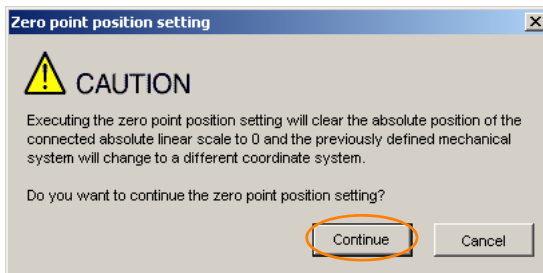 Zero point position setting
CAUTION
Executing the zero point position setting will clear the absolute position of the
connected absolute linear scale to 0 and the previously defined mechanical
system will change to a different coordinate system.
Do you want to continue the zero point position setting?
Continue Cancel